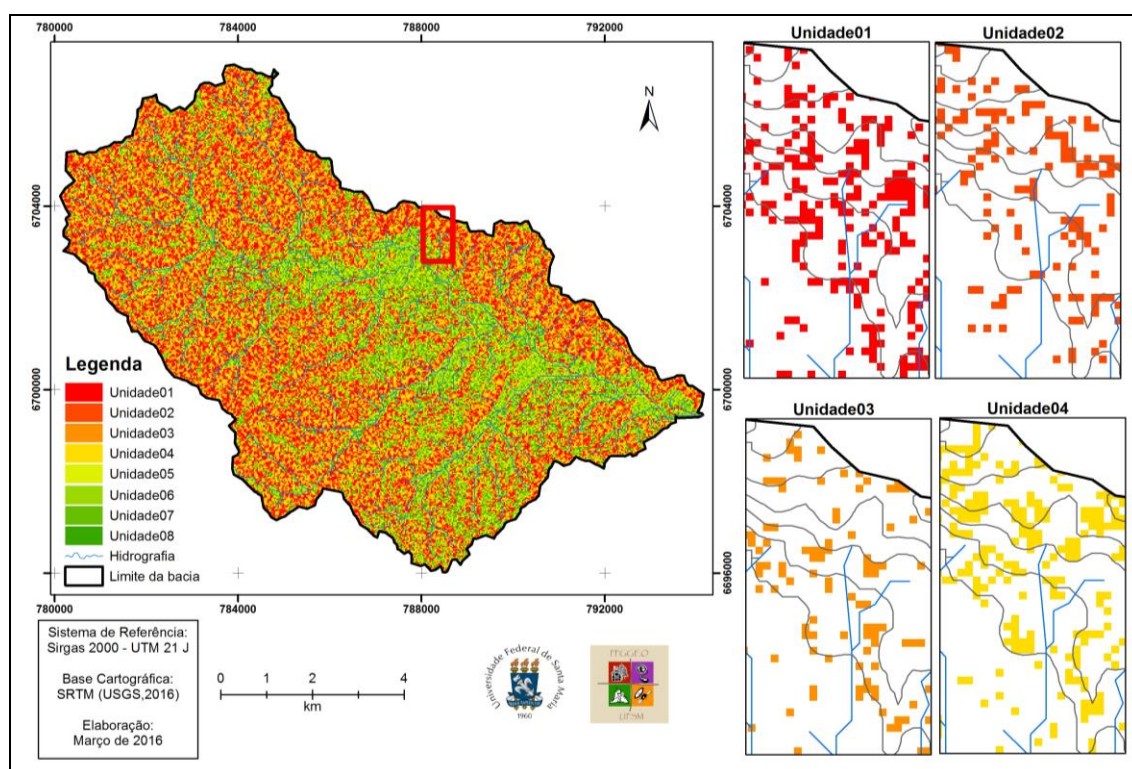 780000
784000
788000
792000
Unidade01
Unidade02
N
6704000
6704000
Legenda
Unidade01
Unidade02
Unidade03
Unidade04
Unidade05
Unidade06
Unidade07
Unidade08
Hidrografia
Limite da bacia
6700000
6700000
Unidade03
Unidade04
6696000
780000
784000
788000
792000
Sistema de Referência:
Sirgas 2000 - UTM 21 J
Base Cartográfica:
SRTM (USGS,2016)
Elaboração:
Março de 2016
0 1 2 4
km
Universidade Federal de Santa Maria
1960
PPGGEO
UFSM